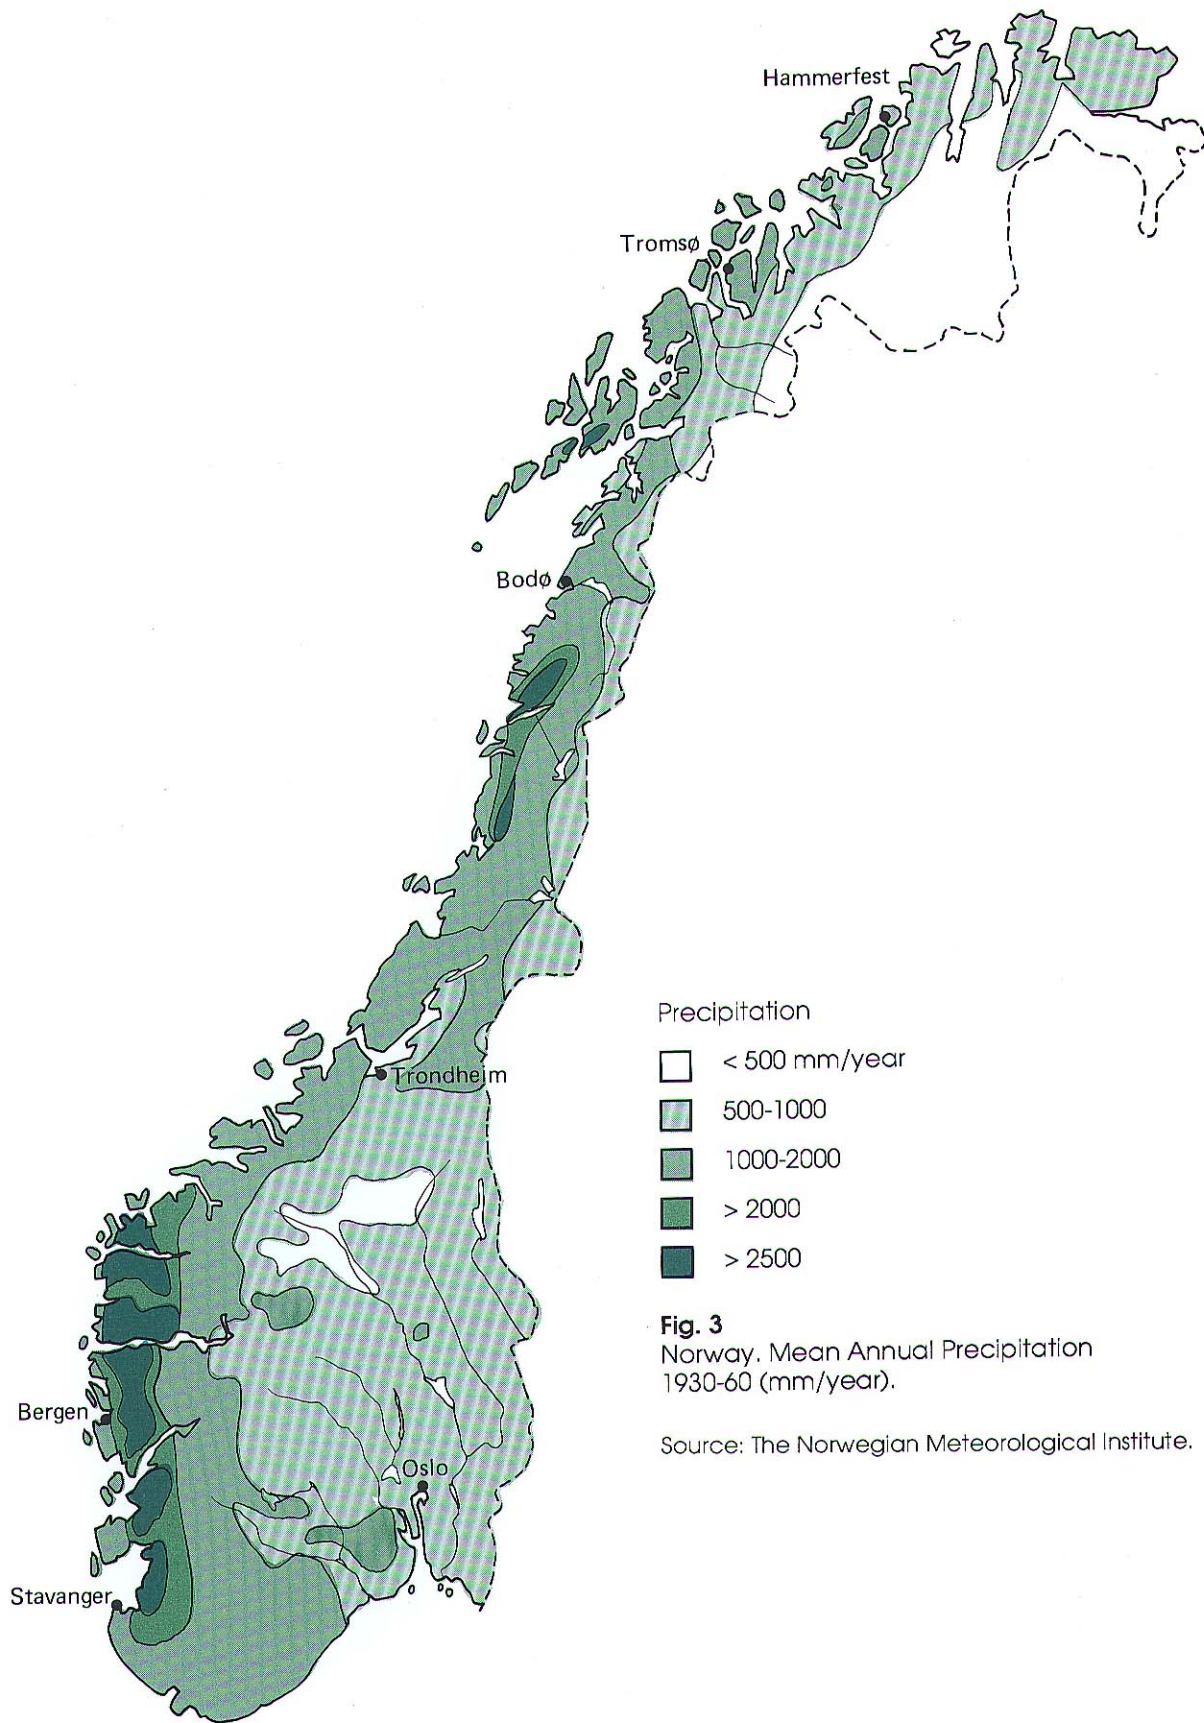 Hammerfest
Tromsø
Bodø
Trondheim
Bergen
Oslo
Stavanger
Precipitation
< 500 mm/year
500-1000
1000-2000
> 2000
> 2500
Fig. 3
Norway. Mean Annual Precipitation
1930-60 (mm/year).
Source: The Norwegian Meteorological Institute.